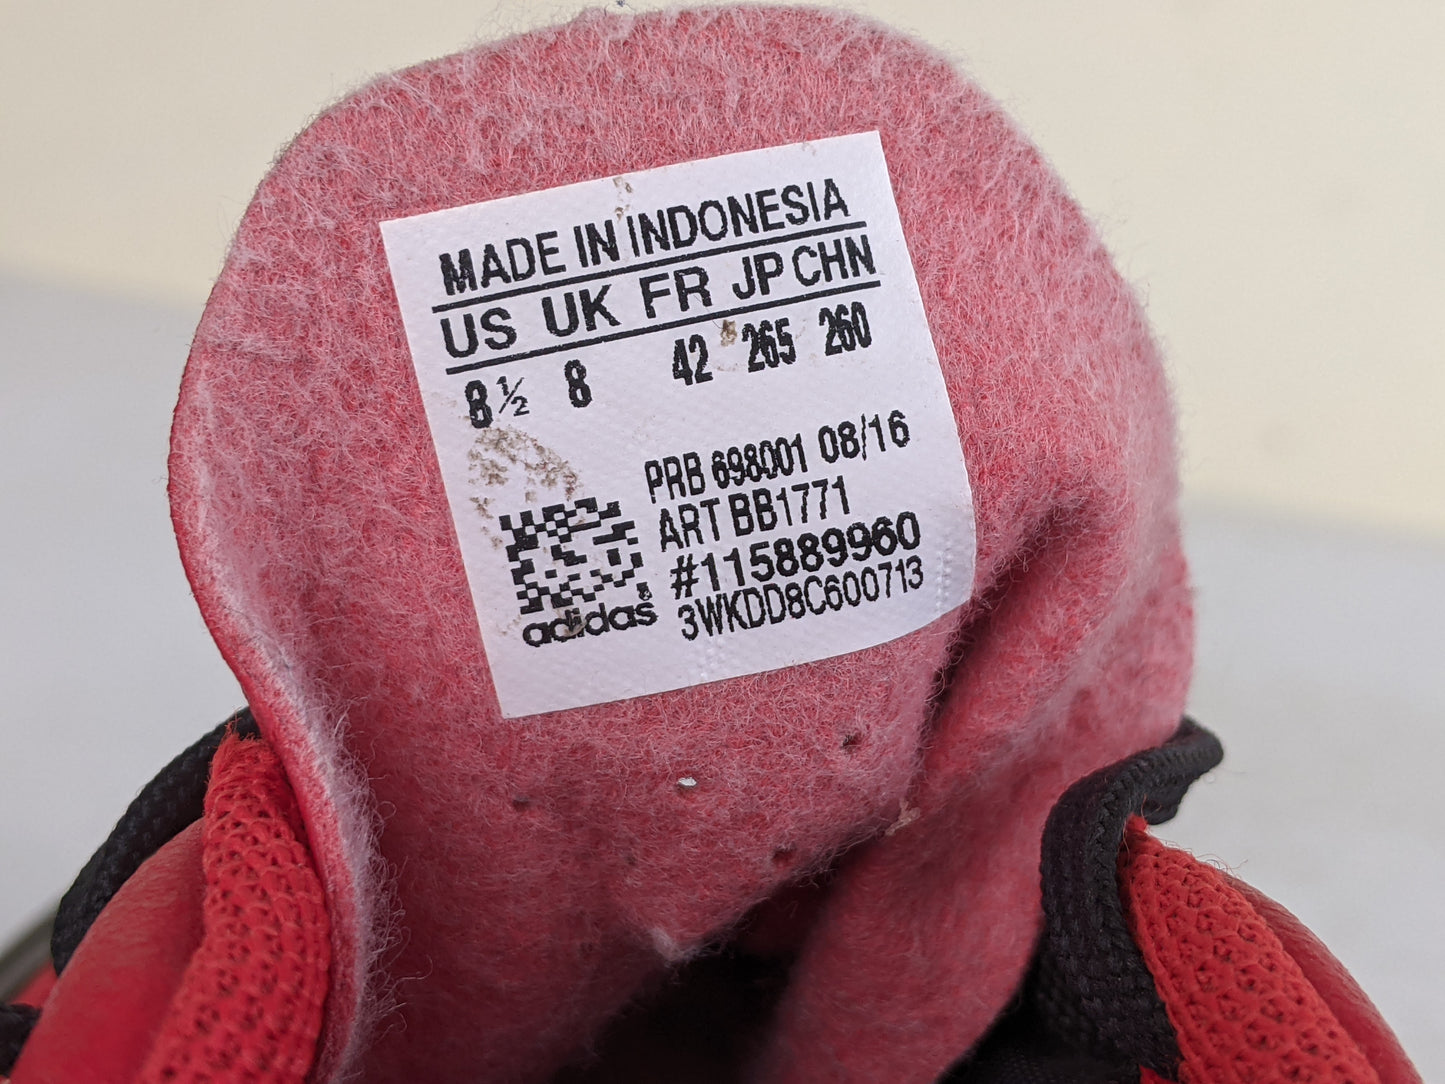 MADE IN INDONESIA
US UK FR JP CHN
8½ 8 42 265 260
PRB 698001 08/16
ART BB1771
#115889960
3WKDD8C600713
adidas®